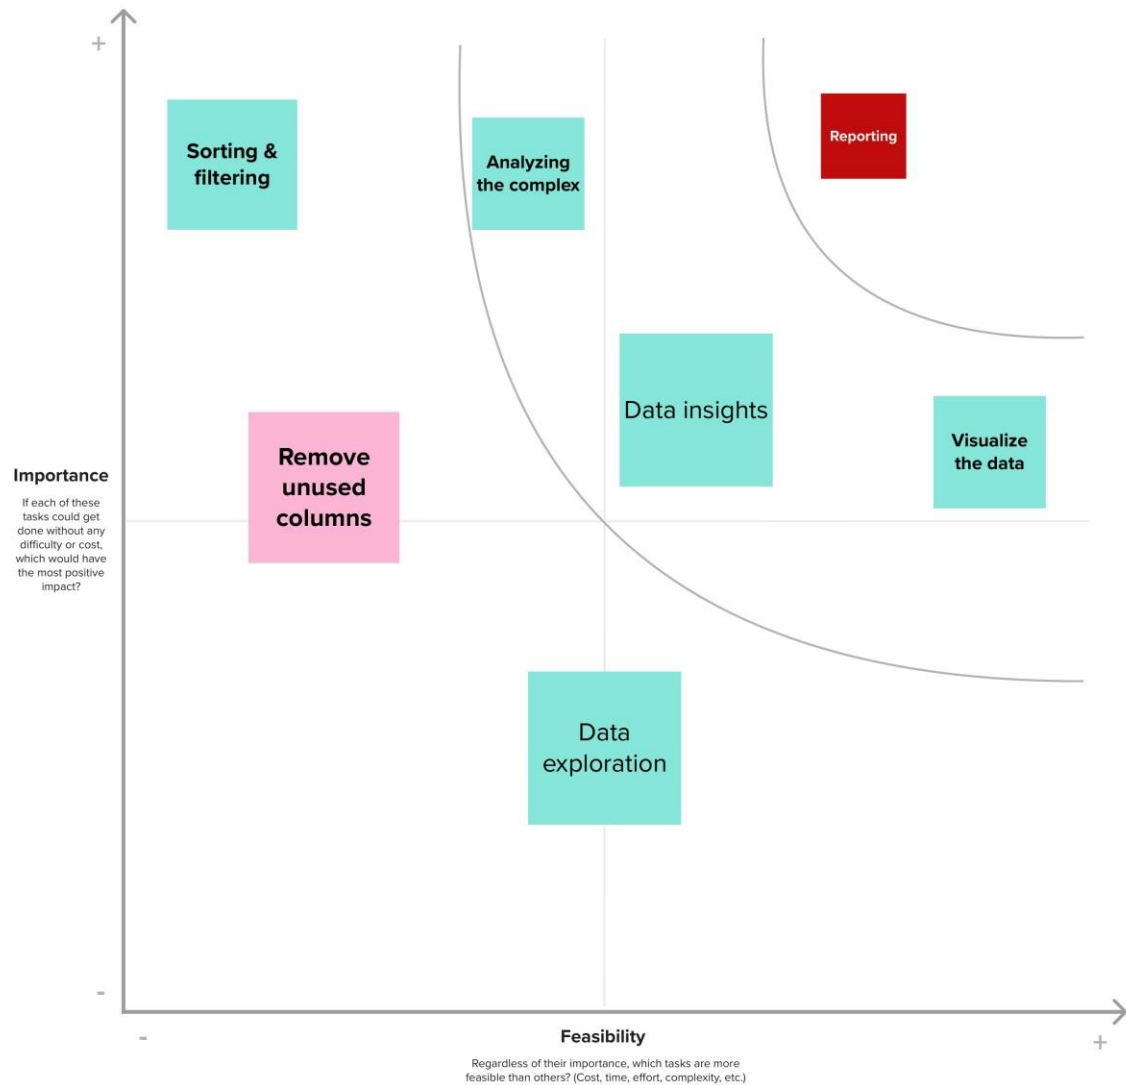 +
Sorting &
filtering
Analyzing
the complex
Reporting
Data insights
Visualize
the data
Remove
unused
columns
Importance
If each of these
tasks could get
done without any
difficulty or cost,
which would have
the most positive
impact?
Data
exploration
-
-
Feasibility
+
Regardless of their importance, which tasks are more
feasible than others? (Cost, time, effort, complexity, etc.)